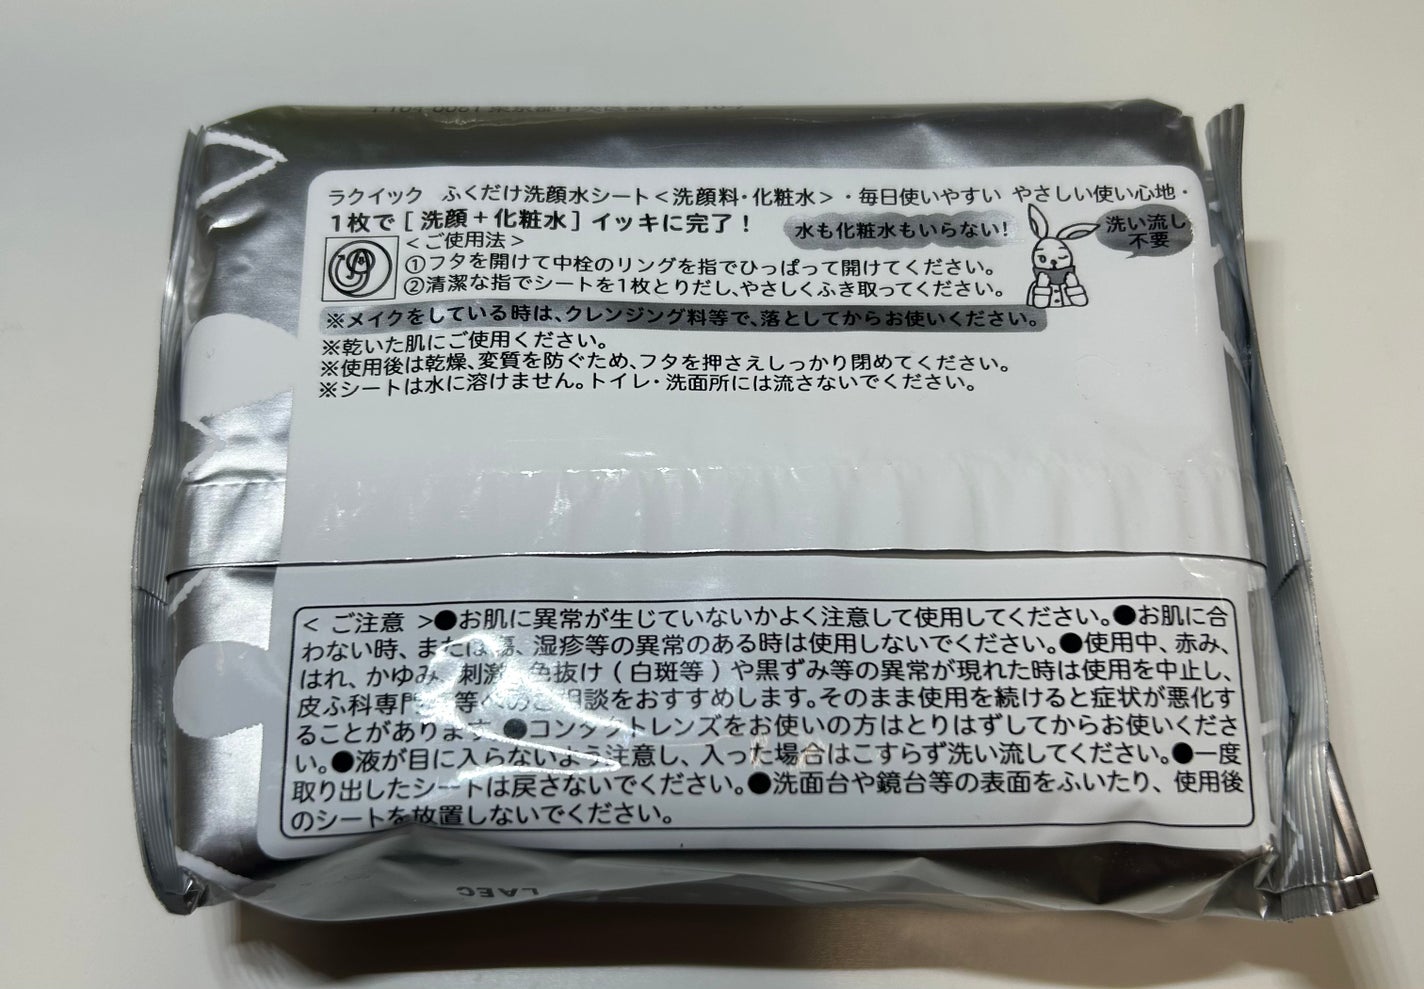 ラクイック ふくだけ洗顔水シート<洗顔料・化粧水>・毎日使いやすい やさしい使い心地・
1枚で[洗顔+化粧水]イッキに完了!
水も化粧水もいらない!
洗い流し
不要
<ご使用法>
①フタを開けて中栓のリングを指でひっぱって開けてください。
②清潔な指でシートを1枚とりだし、やさしくふき取ってください。
※メイクをしている時は、クレンジング料等で、落としてからお使いください。
※乾いた肌にご使用ください。
※使用後は乾燥、変質を防ぐため、フタを押さえしっかり閉めてください。
※シートは水に溶けません。トイレ・洗面所には流さないでください。
< ご注意 >●お肌に異常が生じていないかよく注意して使用してください。●お肌に合
わない時、または傷、湿疹等の異常のある時は使用しないでください。●使用中、赤み、
はれ、かゆみ、刺激、色抜け(白斑等)や黒ずみ等の異常が現れた時は使用を中止し、
皮ふ科専門 等へのご相談をおすすめします。そのまま使用を続けると症状が悪化す
ることがあります。●コンタクトレンズをお使いの方はとりはずしてからお使いくださ
い。●液が目に入らないよう注意し、入った場合はこすらず洗い流してください。●一度
取り出したシートは戻さないでください。●洗面台や鏡台等の表面をふいたり、使用後
のシートを放置しないでください。
LAEC